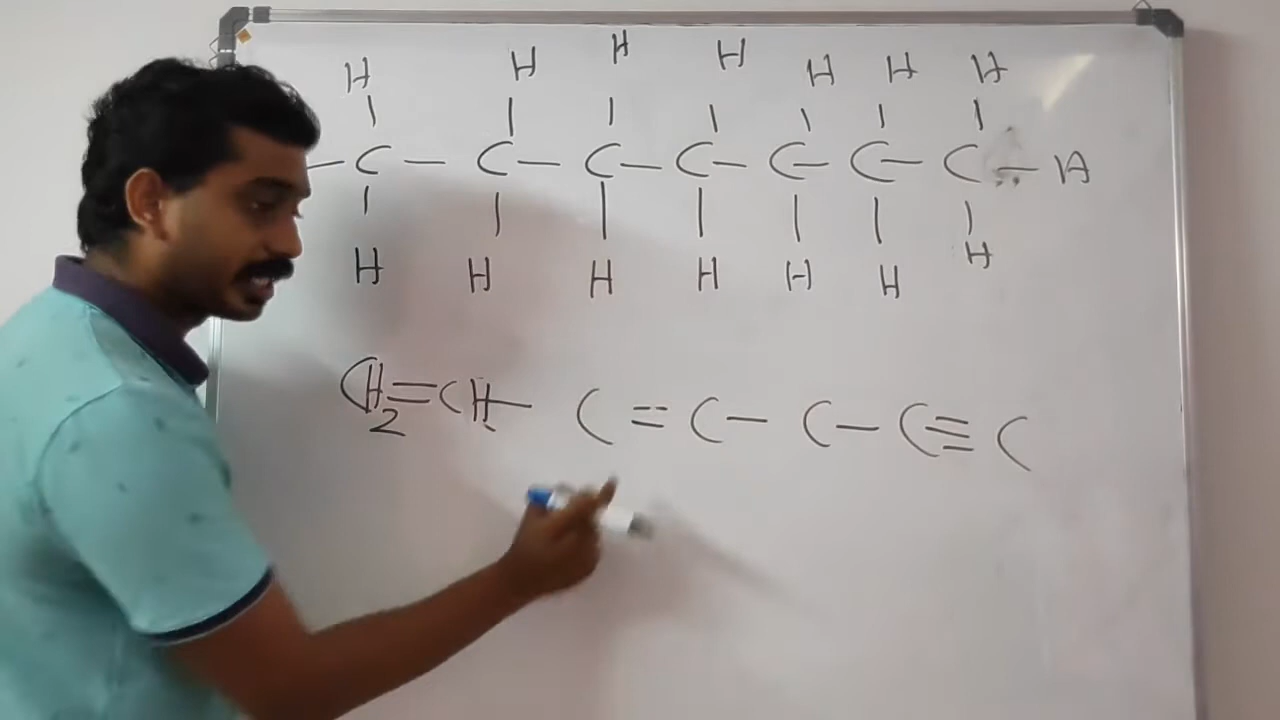 H H H H H H H
— C — C — C — C — C — C — C — H
H H H H H H H
CH₂ = CH — C = C — C — C ≡ C